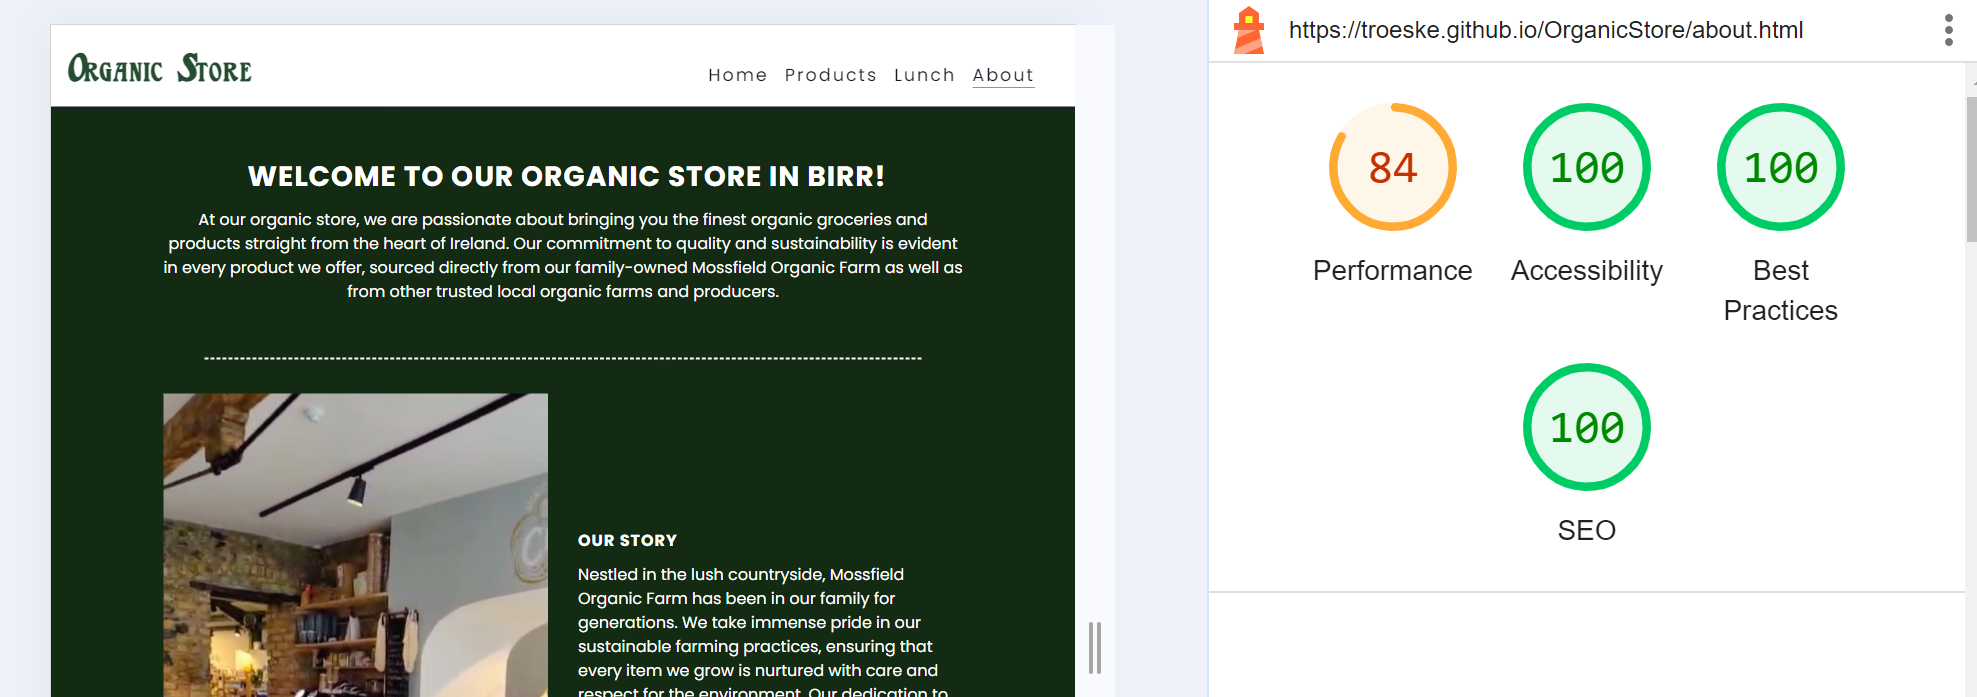 Organic Store
Home Products Lunch About
WELCOME TO OUR ORGANIC STORE IN BIRR!
At our organic store, we are passionate about bringing you the finest organic groceries and
products straight from the heart of Ireland. Our commitment to quality and sustainability is evident
in every product we offer, sourced directly from our family-owned Mossfield Organic Farm as well as
from other trusted local organic farms and producers.
OUR STORY
Nestled in the lush countryside, Mossfield
Organic Farm has been in our family for
generations. We take immense pride in our
sustainable farming practices, ensuring that
every item we grow is nurtured with care and
respect for the environment. Our dedication to
https://troeske.github.io/OrganicStore/about.html
84
Performance
100
Accessibility
100
Best
Practices
100
SEO